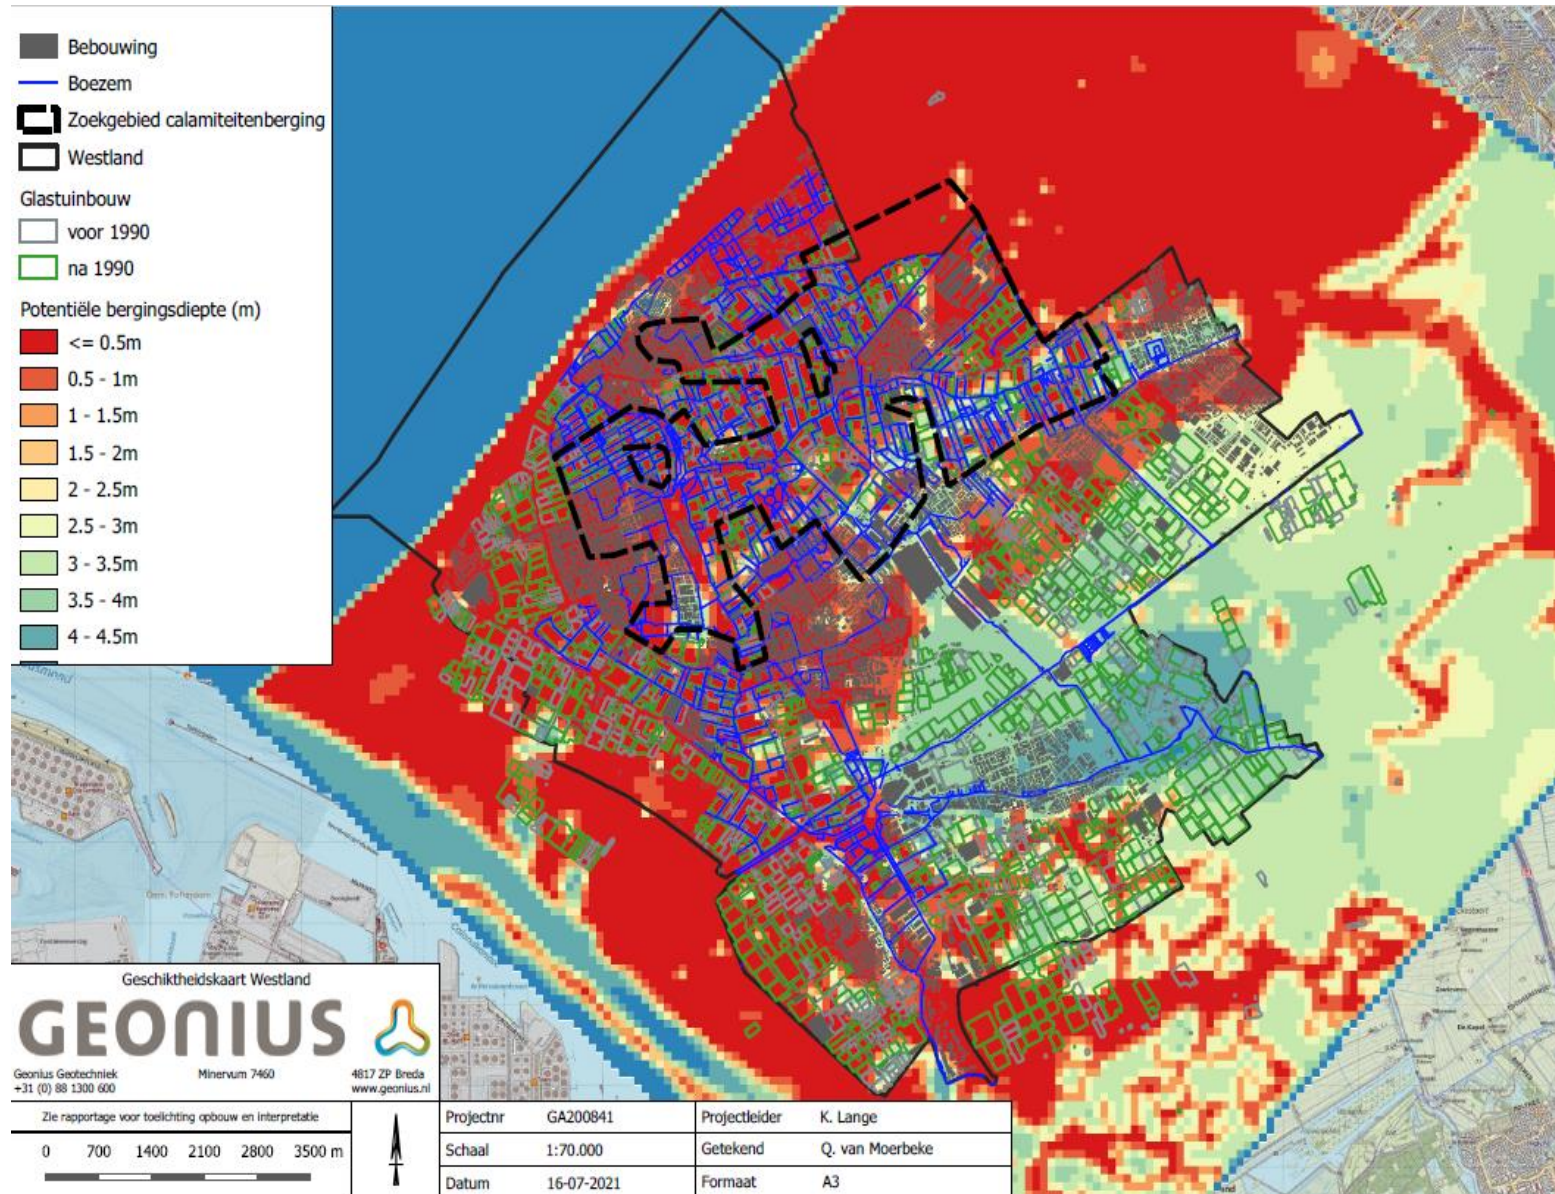 Bebouwing
Boezem
Zoekgebied calamiteitenberging
Westland
Glastuinbouw
voor 1990
na 1990
Potentiële bergingsdiepte (m)
<= 0.5m
0.5 - 1m
1 - 1.5m
1.5 - 2m
2 - 2.5m
2.5 - 3m
3 - 3.5m
3.5 - 4m
4 - 4.5m
Geschiktheidskaart Westland
GEONIUS
Geonius Geotechniek Minervum 7460 4817 ZP Breda
+31 (0) 88 1300 600 www.geonius.nl
Zie rapportage voor toelichting opbouw en interpretatie
0 700 1400 2100 2800 3500 m
Projectnr GA200841 Projectleider K. Lange
Schaal 1:70.000 Getekend Q. van Moerbeke
Datum 16-07-2021 Formaat A3